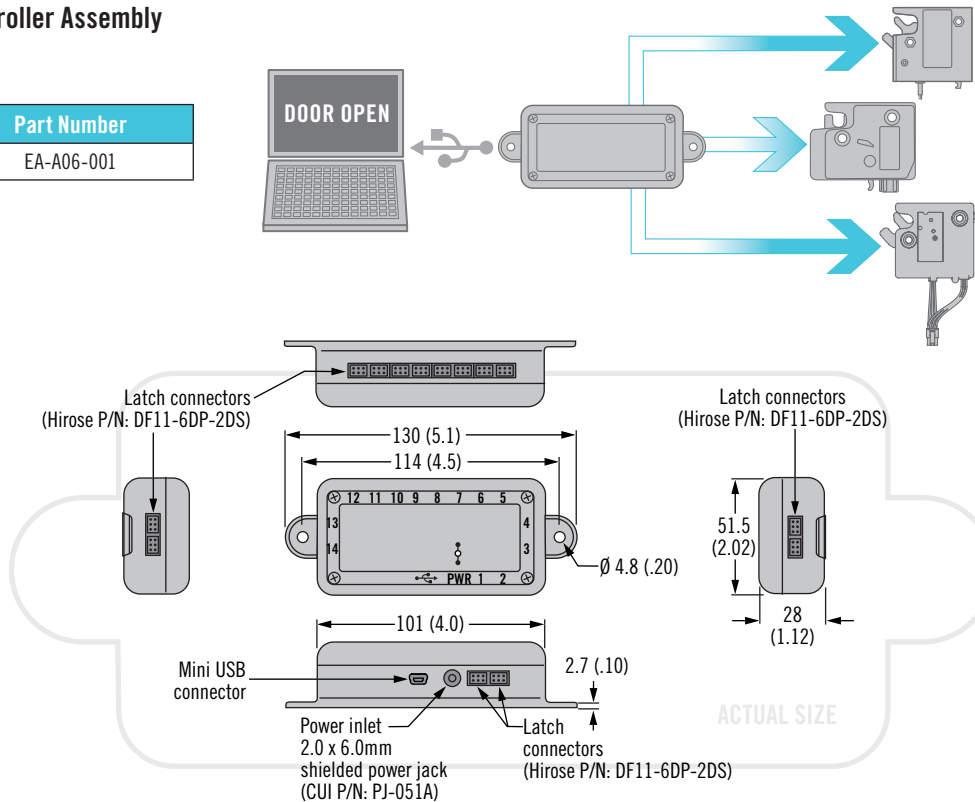 roller Assembly
Part Number
EA-A06-001
DOOR OPEN
Latch connectors
(Hirose P/N: DF11-6DP-2DS)
Latch connectors
(Hirose P/N: DF11-6DP-2DS)
130 (5.1)
114 (4.5)
12 11 10 9 8 7 6 5
13
4
14
3
PWR 1 2
Ø 4.8 (.20)
51.5
(2.02)
28
(1.12)
101 (4.0)
2.7 (.10)
Mini USB
connector
Power inlet
2.0 x 6.0mm
shielded power jack
(CUI P/N: PJ-051A)
Latch
connectors
(Hirose P/N: DF11-6DP-2DS)
ACTUAL SIZE